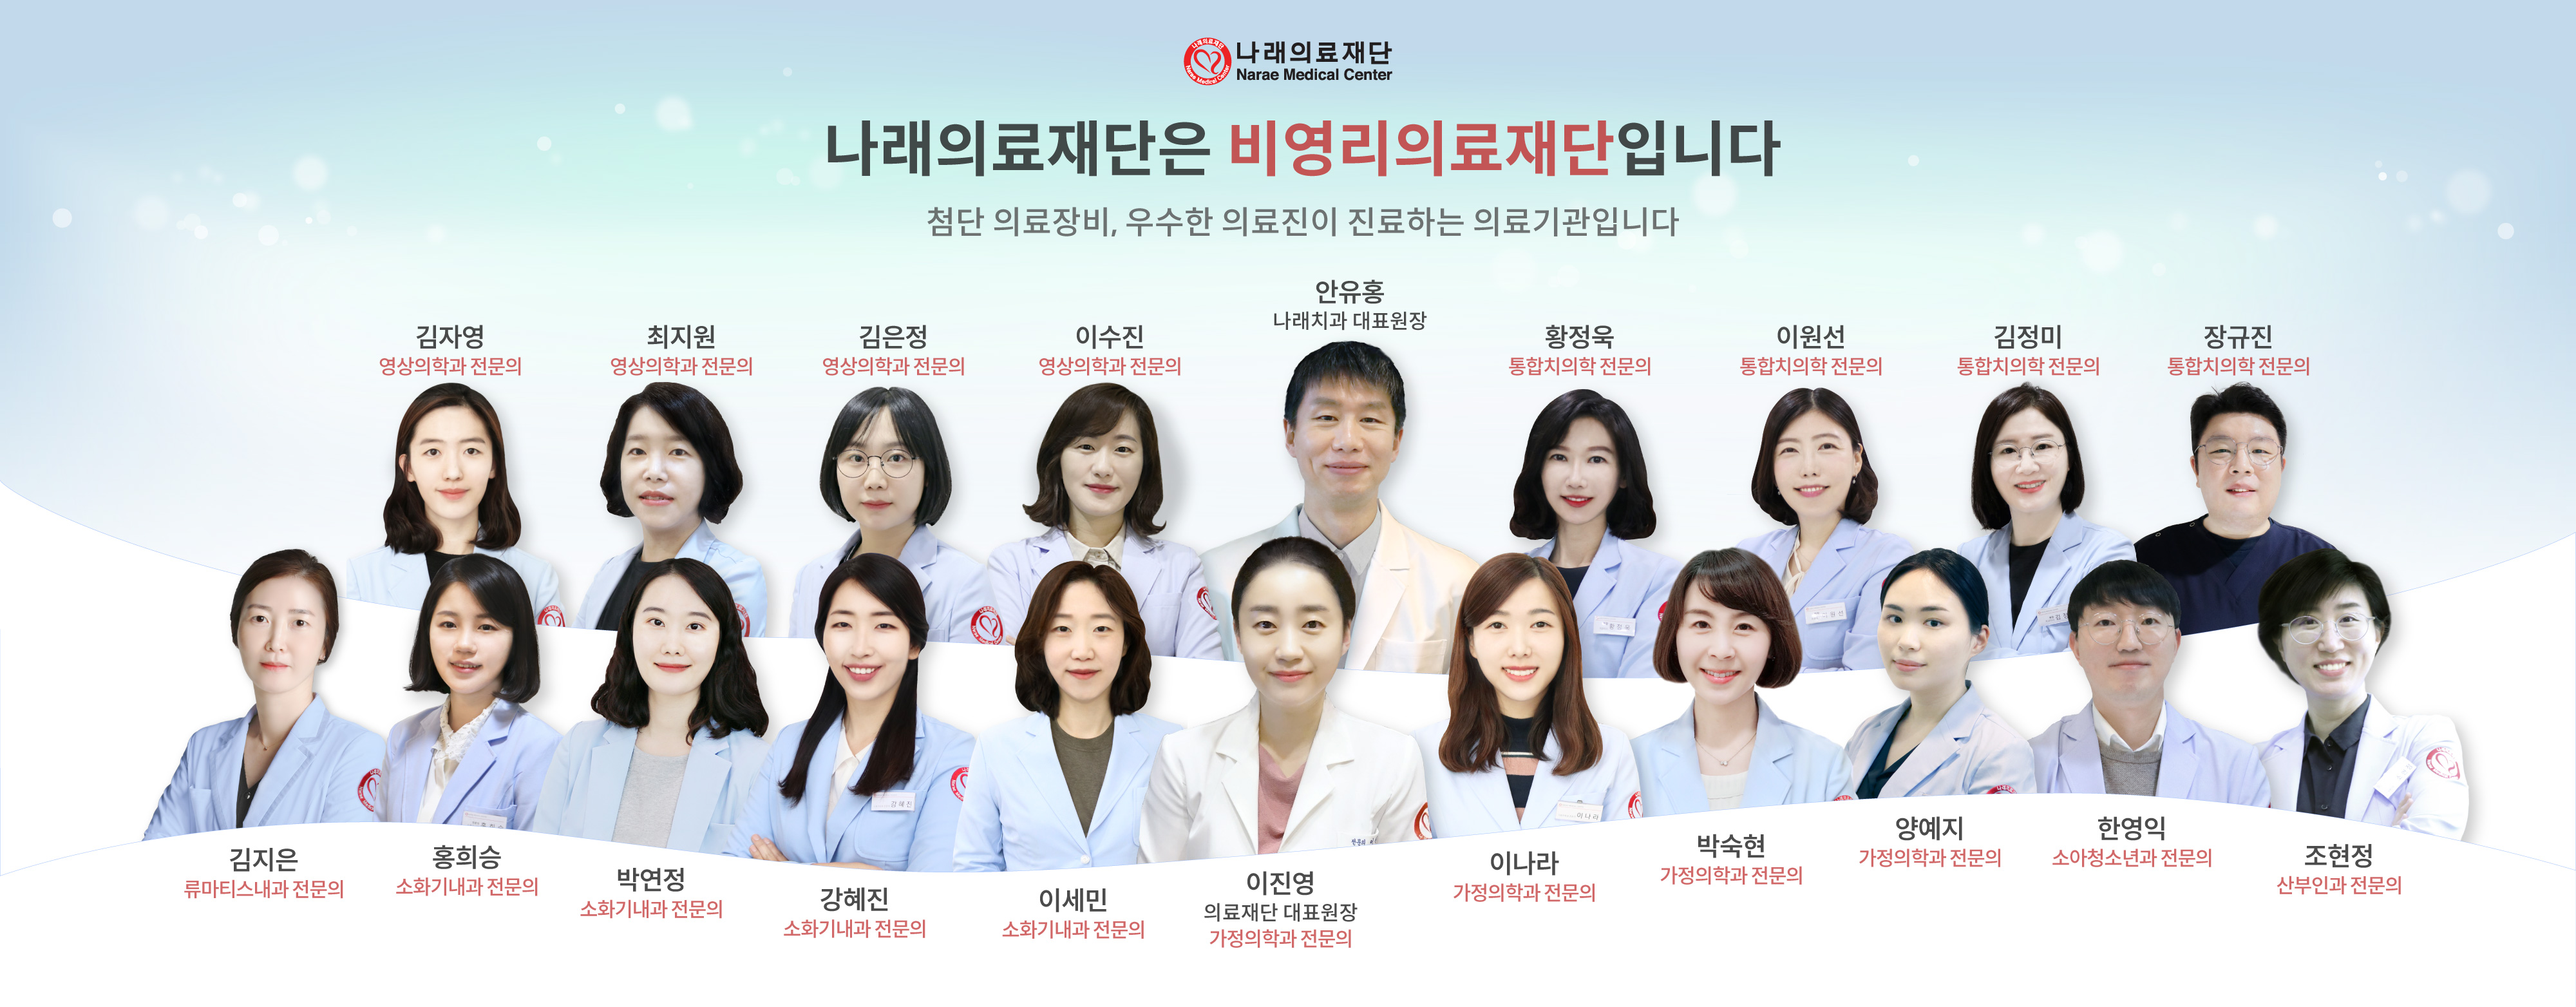 나래의료재단
Narae Medical Center
나래의료재단은 비영리의료재단입니다
첨단 의료장비, 우수한 의료진이 진료하는 의료기관입니다
안유홍
나래치과 대표원장
김자영
영상의학과 전문의
최지원
영상의학과 전문의
김은정
영상의학과 전문의
이수진
영상의학과 전문의
황정욱
통합치의학 전문의
이원선
통합치의학 전문의
김정미
통합치의학 전문의
장규진
통합치의학 전문의
강혜진
이나라
김지은
류마티스내과 전문의
홍희승
소화기내과 전문의
박연정
소화기내과 전문의
강혜진
소화기내과 전문의
이세민
소화기내과 전문의
이진영
의료재단 대표원장
가정의학과 전문의
이나라
가정의학과 전문의
박숙현
가정의학과 전문의
양예지
가정의학과 전문의
한영익
소아청소년과 전문의
조현정
산부인과 전문의